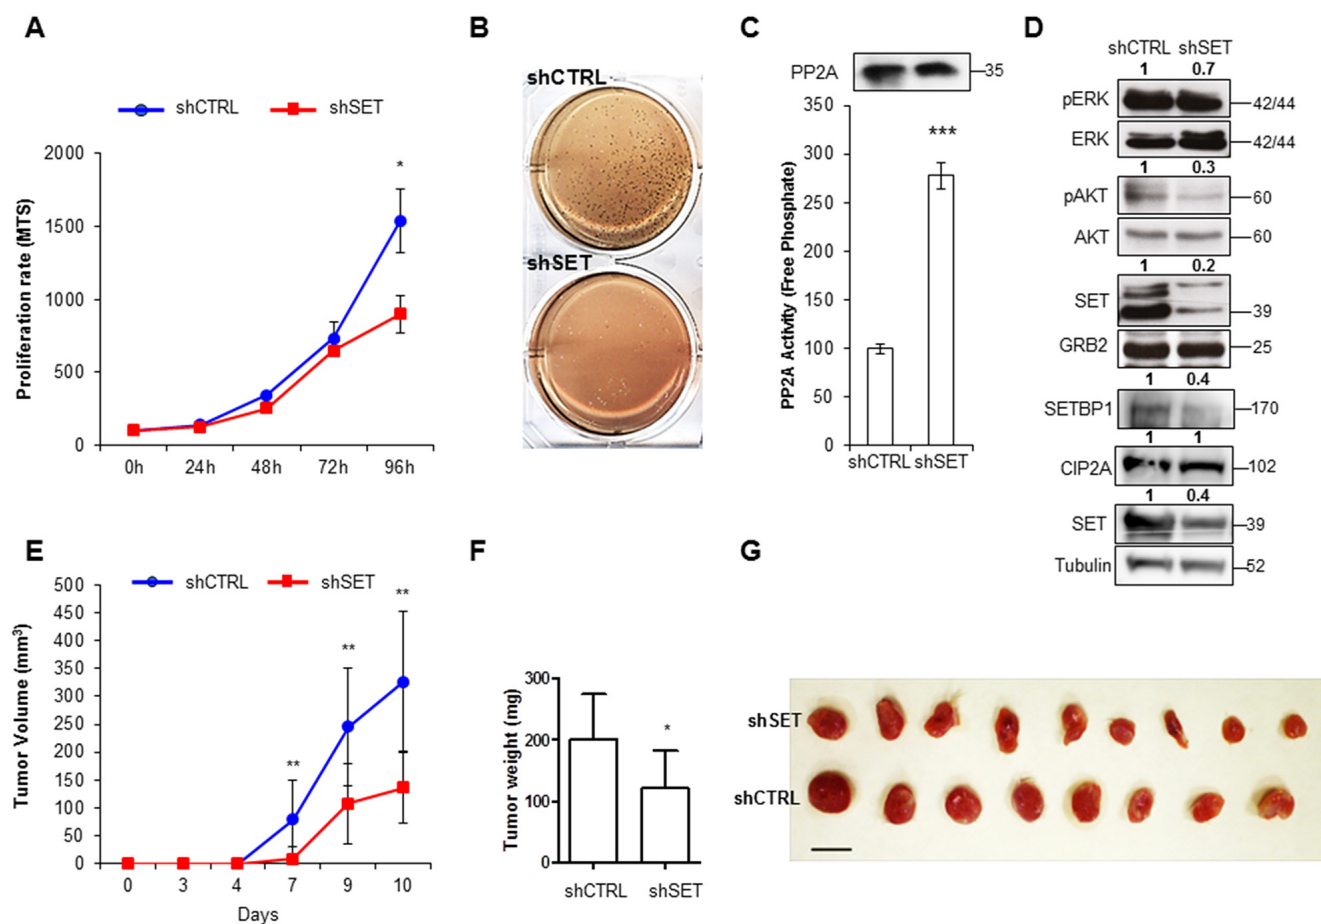 A
shCTRL
shSET
Proliferation rate (MTS)
2000
1500
1000
500
0
*
0h
24h
48h
72h
96h
B
shCTRL
shSET
C
PP2A
35
PP2A Activity (Free Phosphate)
350
300
250
200
150
100
50
0
***
shCTRL
shSET
D
shCTRL shSET
1 0.7
pERK 42/44
ERK 42/44
1 0.3
pAKT 60
AKT 60
1 0.2
SET 39
GRB2 25
1 0.4
SETBP1 170
1 1
CIP2A 102
1 0.4
SET 39
Tubulin 52
E
shCTRL
shSET
Tumor Volume (mm³)
500
450
400
350
300
250
200
150
100
50
0
**
**
**
0
3
4
7
9
10
Days
F
Tumor weight (mg)
300
200
100
0
*
shCTRL
shSET
G
shSET
shCTRL